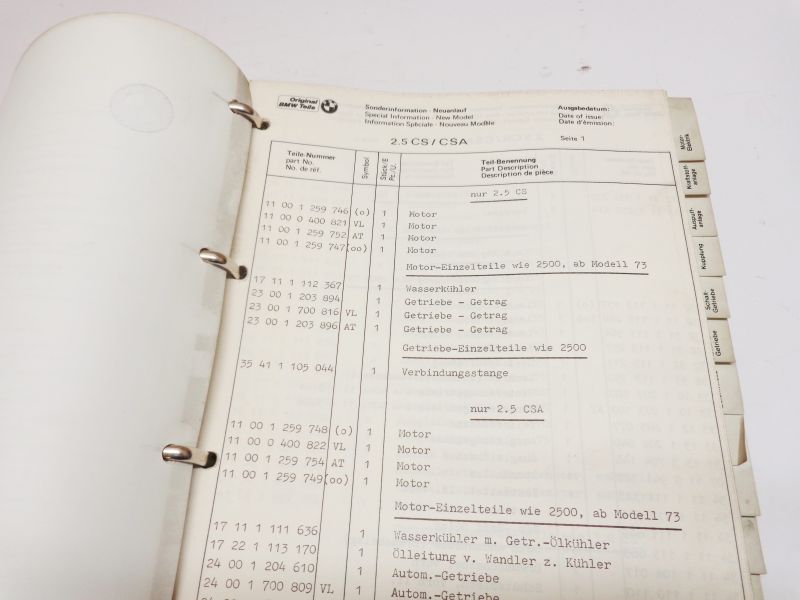 Original
BMW Teile
Sonderinformation · Neuanlauf
Special Information · New Model
Information Spéciale · Nouveau Modèle
Ausgabedatum:
Date of issue:
Date d'émission:
2.5 CS / CSA
Seite 1
Teile-Nummer
part No.
No. de réf.
Symbol
Stück/E
Pc./U.
Teil-Benennung
Part Description
Description de pièce
nur 2.5 CS
11 00 1 259 746 (o) 1 Motor
11 00 0 400 821 VL 1 Motor
11 00 1 259 752 AT 1 Motor
11 00 1 259 747 (oo) 1 Motor
Motor-Einzelteile wie 2500, ab Modell 73
17 11 1 112 367 1 Wasserkühler
23 00 1 203 894 1 Getriebe - Getrag
23 00 1 700 816 VL 1 Getriebe - Getrag
23 00 1 203 896 AT 1 Getriebe - Getrag
Getriebe-Einzelteile wie 2500
35 41 1 105 044 1 Verbindungsstange
nur 2.5 CSA
11 00 1 259 748 (o) 1 Motor
11 00 0 400 822 VL 1 Motor
11 00 1 259 754 AT 1 Motor
11 00 1 259 749 (oo) 1 Motor
Motor-Einzelteile wie 2500, ab Modell 73
17 11 1 111 636 1 Wasserkühler m. Getr.-Ölkühler
17 22 1 113 170 1 Ölleitung v. Wandler z. Kühler
24 00 1 204 610 1 Autom.-Getriebe
24 00 1 700 809 VL 1 Autom.-Getriebe
Motor-
Elektrik
Kraftstoff-
anlage
Auspuff-
anlage
Kupplung
Schalt-
Getriebe
Getriebe